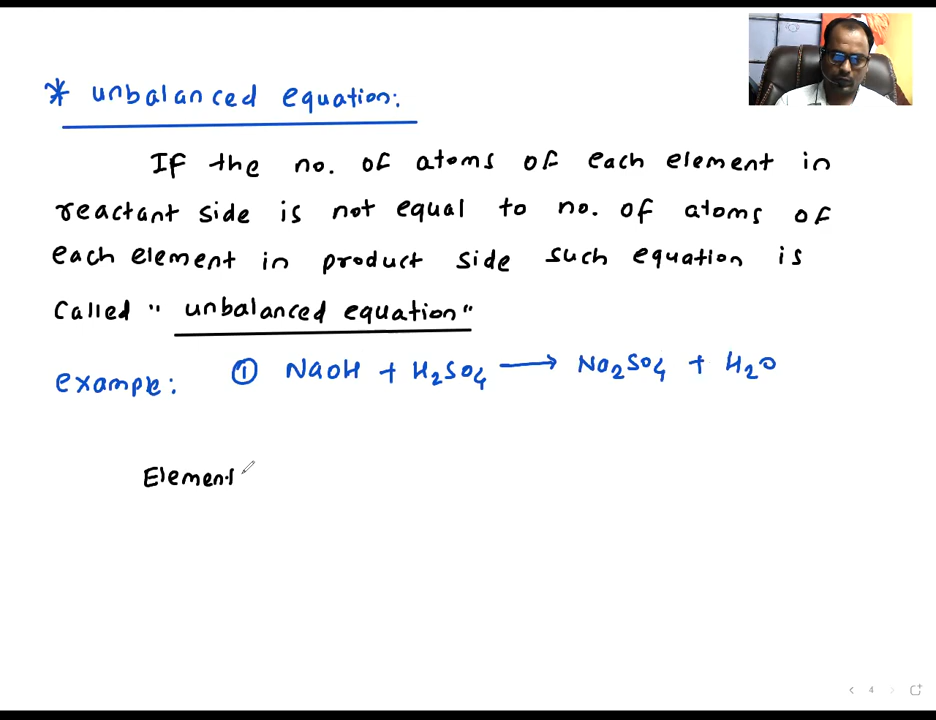 * unbalanced equation:
If the no. of atoms of each element in
reactant side is not equal to no. of atoms of
each element in product side such equation is
called " unbalanced equation"
example: ① NaOH + H₂SO₄ ⟶ Na₂SO₄ + H₂O
Element
4